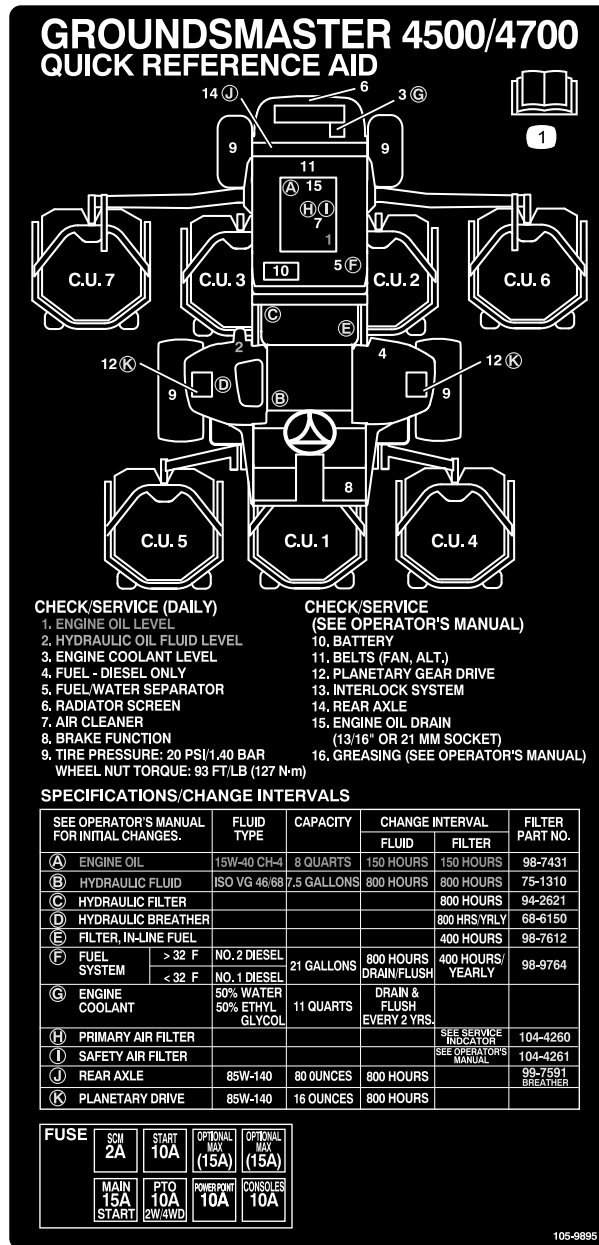 GROUNDSMASTER 4500/4700
QUICK REFERENCE AID
14 J
6
3 G
1
9
9
11
A 15
H I
7
1
10
5 F
C.U. 7
C.U. 3
C.U. 2
C.U. 6
C
E
2
4
12 K
12 K
9
D
9
B
8
C.U. 5
C.U. 1
C.U. 4
CHECK/SERVICE (DAILY)
1. ENGINE OIL LEVEL
2. HYDRAULIC OIL FLUID LEVEL
3. ENGINE COOLANT LEVEL
4. FUEL - DIESEL ONLY
5. FUEL/WATER SEPARATOR
6. RADIATOR SCREEN
7. AIR CLEANER
8. BRAKE FUNCTION
9. TIRE PRESSURE: 20 PSI/1.40 BAR
WHEEL NUT TORQUE: 93 FT/LB (127 N·m)
CHECK/SERVICE
(SEE OPERATOR'S MANUAL)
10. BATTERY
11. BELTS (FAN, ALT.)
12. PLANETARY GEAR DRIVE
13. INTERLOCK SYSTEM
14. REAR AXLE
15. ENGINE OIL DRAIN
(13/16" OR 21 MM SOCKET)
16. GREASING (SEE OPERATOR'S MANUAL)
SPECIFICATIONS/CHANGE INTERVALS
SEE OPERATOR'S MANUAL FOR INITIAL CHANGES. FLUID TYPE CAPACITY CHANGE INTERVAL FILTER PART NO.
FLUID FILTER
A ENGINE OIL 15W-40 CH-4 8 QUARTS 150 HOURS 150 HOURS 98-7431
B HYDRAULIC FLUID ISO VG 46/68 7.5 GALLONS 800 HOURS 800 HOURS 75-1310
C HYDRAULIC FILTER 800 HOURS 94-2621
D HYDRAULIC BREATHER 800 HRS/YRLY 68-6150
E FILTER, IN-LINE FUEL 400 HOURS 98-7612
F FUEL SYSTEM > 32 F NO. 2 DIESEL 21 GALLONS 800 HOURS DRAIN/FLUSH 400 HOURS/ YEARLY 98-9764
< 32 F NO. 1 DIESEL
G ENGINE COOLANT 50% WATER 50% ETHYL GLYCOL 11 QUARTS DRAIN & FLUSH EVERY 2 YRS.
H PRIMARY AIR FILTER SEE SERVICE INDCATOR 104-4260
I SAFETY AIR FILTER SEE OPERATOR'S MANUAL 104-4261
J REAR AXLE 85W-140 80 OUNCES 800 HOURS 99-7591 BREATHER
K PLANETARY DRIVE 85W-140 16 OUNCES 800 HOURS
FUSE
SCM 2A
START 10A
OPTIONAL MAX (15A)
OPTIONAL MAX (15A)
MAIN 15A START
PTO 10A 2W/4WD
POWER POINT 10A
CONSOLES 10A
105-9895